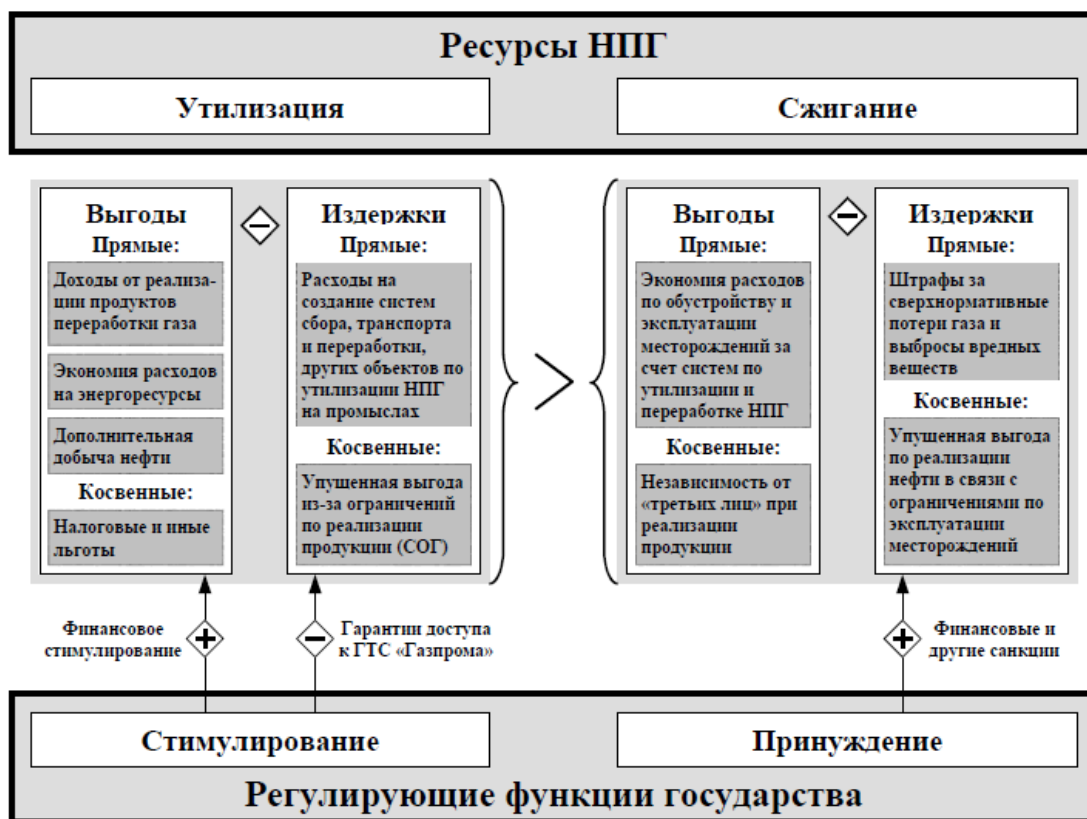 Ресурсы НПГ
Утилизация
Сжигание
Выгоды
Прямые:
Доходы от реализа-
ции продуктов
переработки газа
Экономия расходов
на энергоресурсы
Дополнительная
добыча нефти
Косвенные:
Налоговые и иные
льготы
Издержки
Прямые:
Расходы на
создание систем
сбора, транспорта
и переработки,
других объектов по
утилизации НПГ
на промыслах
Косвенные:
Упущенная выгода
из-за ограничений
по реализации
продукции (СОГ)
>
Выгоды
Прямые:
Экономия расходов
по обустройству и
эксплуатации
месторождений за
счет систем по
утилизации и
переработке НПГ
Косвенные:
Независимость от
«третьих лиц» при
реализации
продукции
Издержки
Прямые:
Штрафы за
сверхнормативные
потери газа и
выбросы вредных
веществ
Косвенные:
Упущенная выгода
по реализации
нефти в связи с
ограничениями по
эксплуатации
месторождений
Финансовое
стимулирование
Гарантии доступа
к ГТС «Газпрома»
Финансовые и
другие санкции
Стимулирование
Принуждение
Регулирующие функции государства